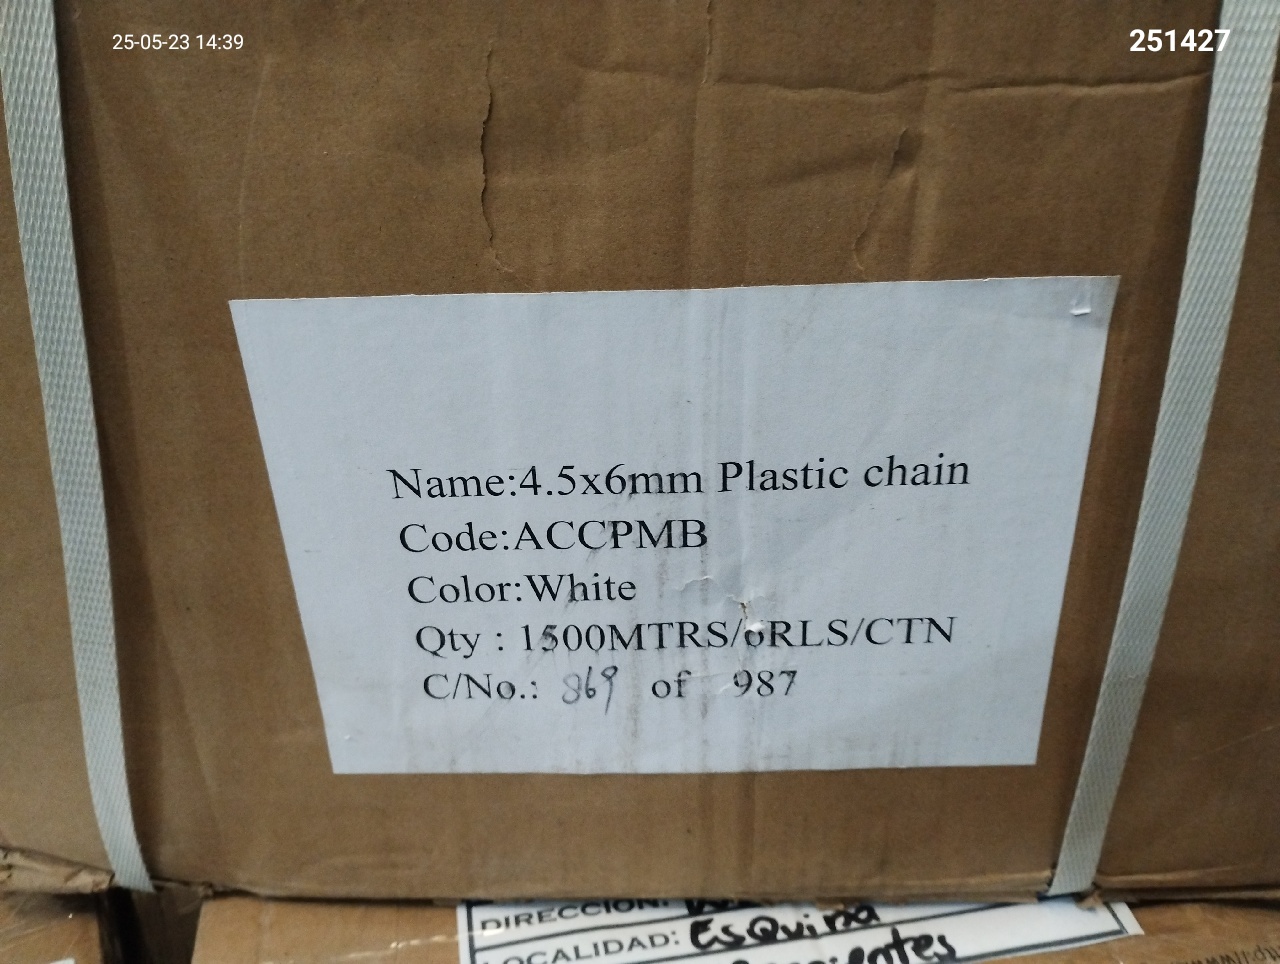 25-05-23 14:39
251427
Name:4.5x6mm Plastic chain
Code:ACCPMB
Color:White
Qty : 1500MTRS/6RLS/CTN
C/No.: 869 of 987
DIRECCION:
LOCALIDAD: Esquina